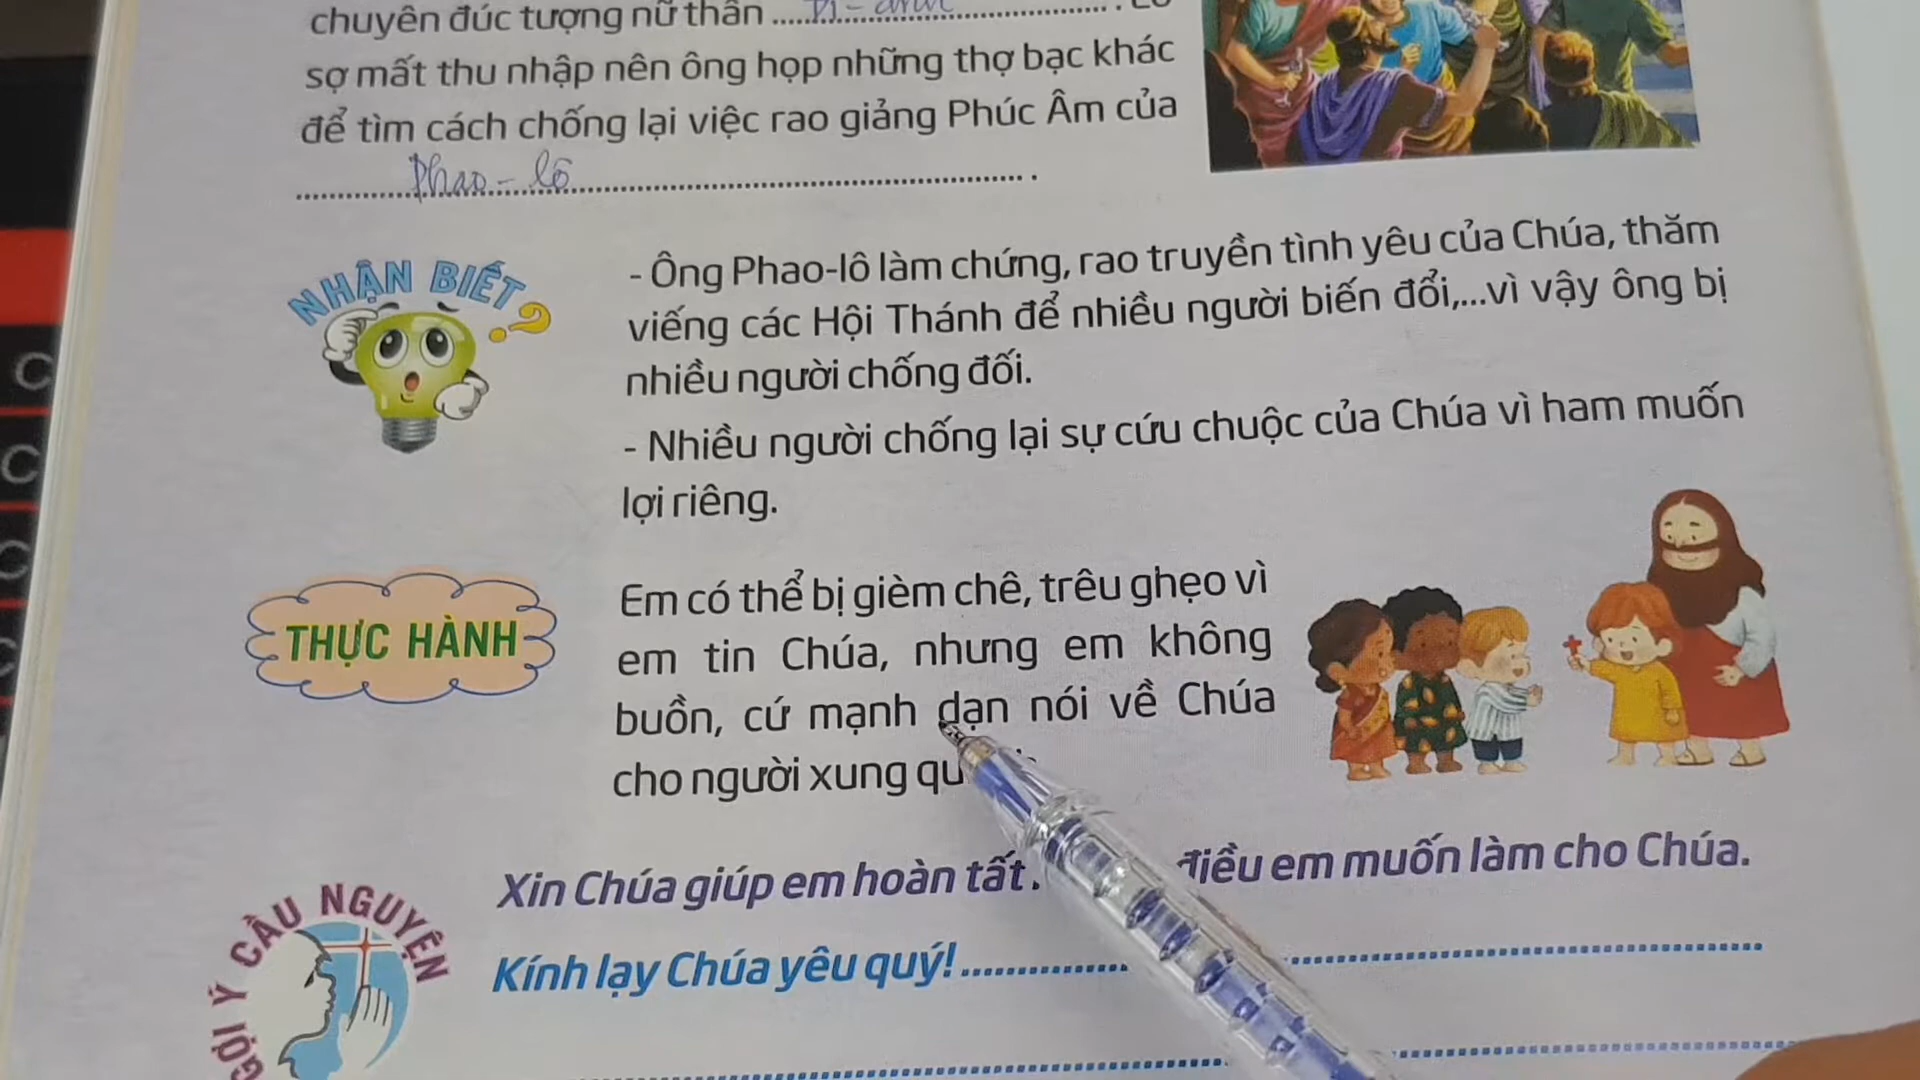 chuyên đúc tượng nữ thần
sợ mất thu nhập nên ông họp những thợ bạc khác
để tìm cách chống lại việc rao giảng Phúc Âm của
Phao-lô
NHẬN BIẾT?
- Ông Phao-lô làm chứng, rao truyền tình yêu của Chúa, thăm
viếng các Hội Thánh để nhiều người biến đổi,...vì vậy ông bị
nhiều người chống đối.
- Nhiều người chống lại sự cứu chuộc của Chúa vì ham muốn
lợi riêng.
THỰC HÀNH
Em có thể bị gièm chê, trêu ghẹo vì
em tin Chúa, nhưng em không
buồn, cứ mạnh dạn nói về Chúa
cho người xung qu
GỢI Ý CẦU NGUYỆN
Xin Chúa giúp em hoàn tất điều em muốn làm cho Chúa.
Kính lạy Chúa yêu quý!